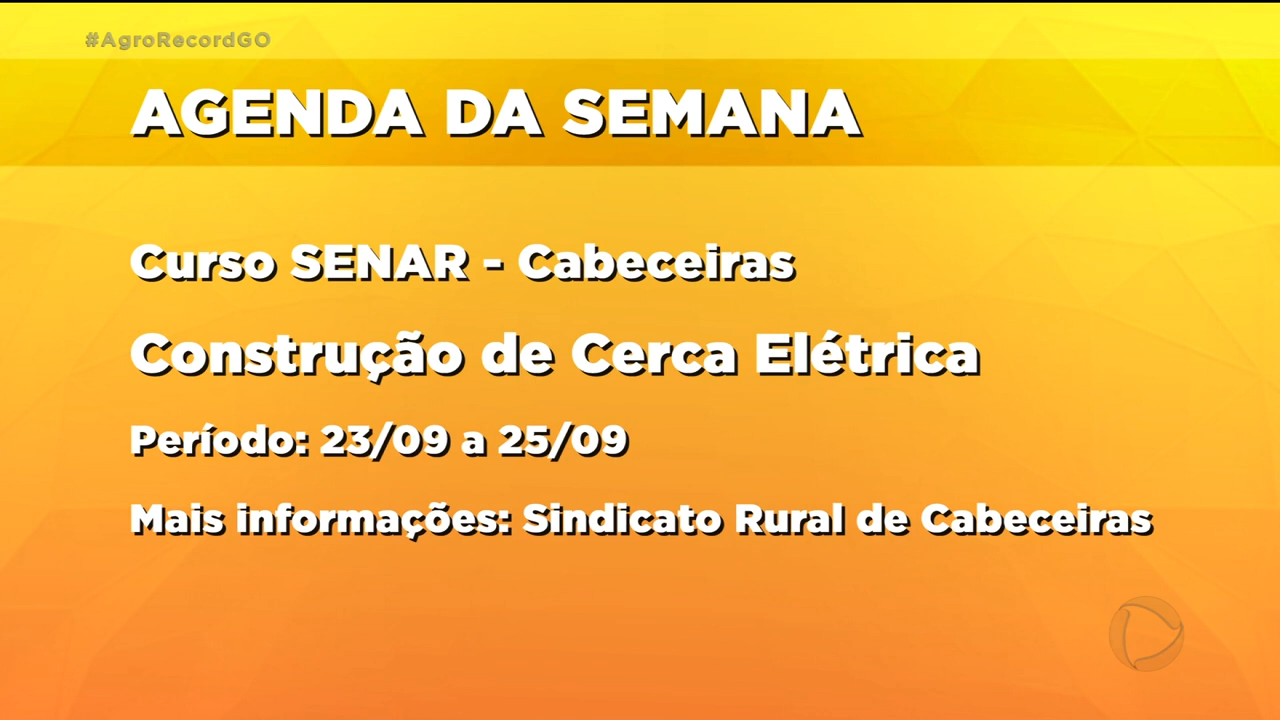 #AgroRecordGO
AGENDA DA SEMANA
Curso SENAR - Cabeceiras
Construção de Cerca Elétrica
Período: 23/09 a 25/09
Mais informações: Sindicato Rural de Cabeceiras